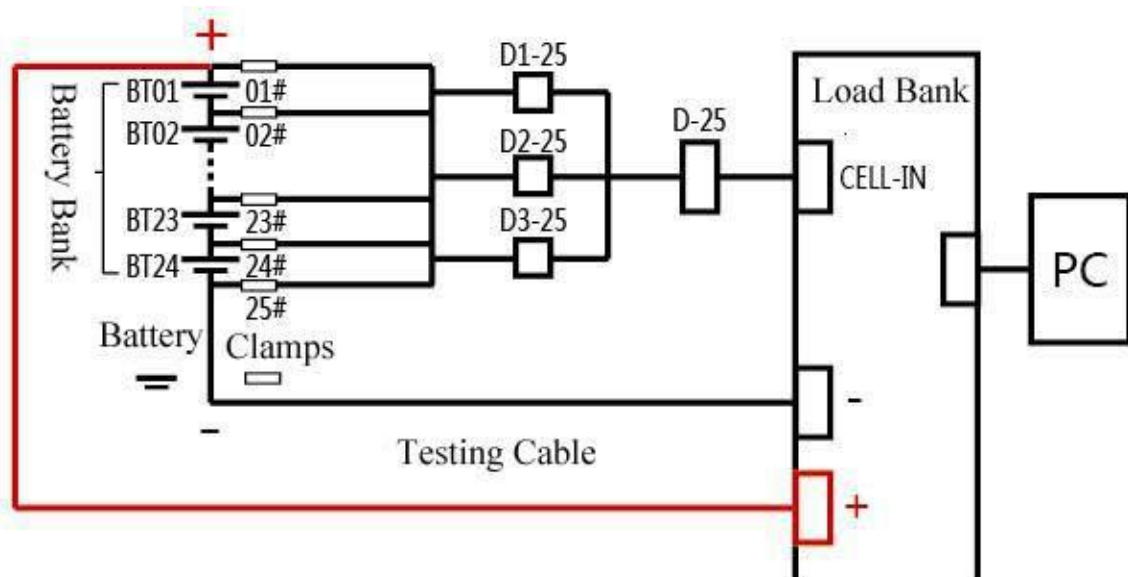 +
D1-25
Load Bank
BT01
01#
BT02
02#
D2-25
D-25
CELL-IN
Battery Bank
BT23
23#
D3-25
BT24
24#
25#
PC
Battery
Clamps
-
-
Testing Cable
+